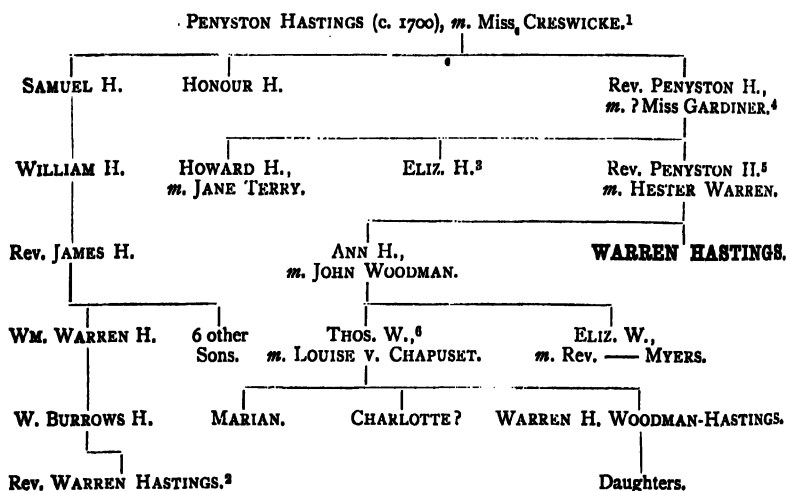 PENYSTON HASTINGS (c. 1700), m. Miss CRESWICKE.¹
SAMUEL H. HONOUR H. Rev. PENYSTON H.,
m. ? Miss GARDINER.⁴
WILLIAM H. HOWARD H., ELIZ. H.³ Rev. PENYSTON H.⁵
m. JANE TERRY. m. HESTER WARREN.
Rev. JAMES H. ANN H., WARREN HASTINGS.
m. JOHN WOODMAN.
WM. WARREN H. 6 other THOS. W.,⁶ ELIZ. W.,
Sons. m. LOUISE V. CHAPUSET. m. Rev. —— MYERS.
W. BURROWS H. MARIAN. CHARLOTTE? WARREN H. WOODMAN-HASTINGS.
Rev. WARREN HASTINGS.² Daughters.